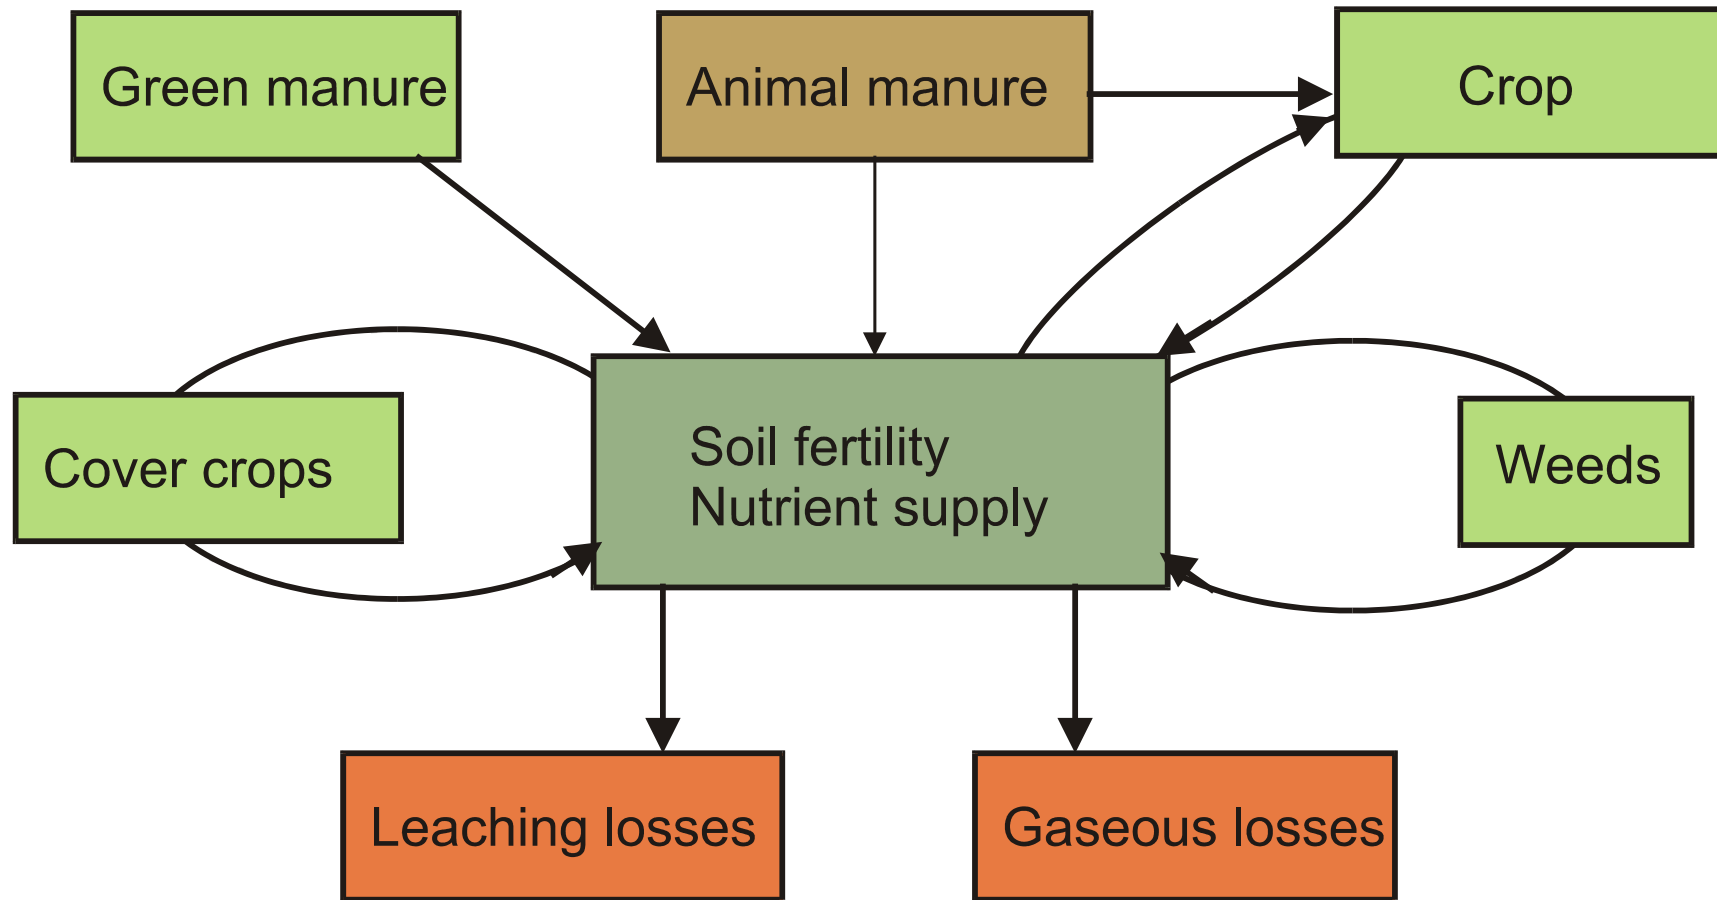 Green manure
Animal manure
Crop
Cover crops
Soil fertility
Nutrient supply
Weeds
Leaching losses
Gaseous losses